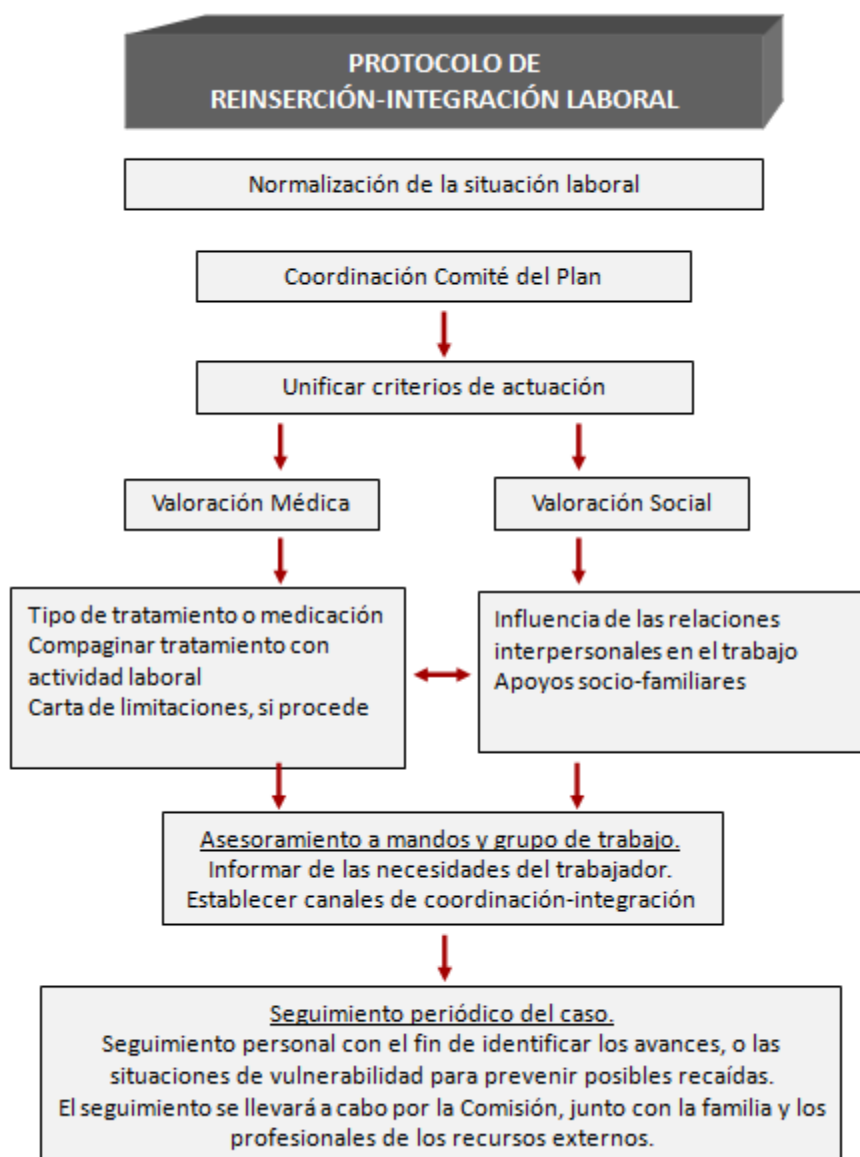 PROTOCOLO DE
REINSERCIÓN-INTEGRACIÓN LABORAL
Normalización de la situación laboral
Coordinación Comité del Plan
Unificar criterios de actuación
Valoración Médica
Valoración Social
Tipo de tratamiento o medicación
Compaginar tratamiento con
actividad laboral
Carta de limitaciones, si procede
Influencia de las relaciones
interpersonales en el trabajo
Apoyos socio-familiares
Asesoramiento a mandos y grupo de trabajo.
Informar de las necesidades del trabajador.
Establecer canales de coordinación-integración
Seguimiento periódico del caso.
Seguimiento personal con el fin de identificar los avances, o las
situaciones de vulnerabilidad para prevenir posibles recaídas.
El seguimiento se llevará a cabo por la Comisión, junto con la familia y los
profesionales de los recursos externos.